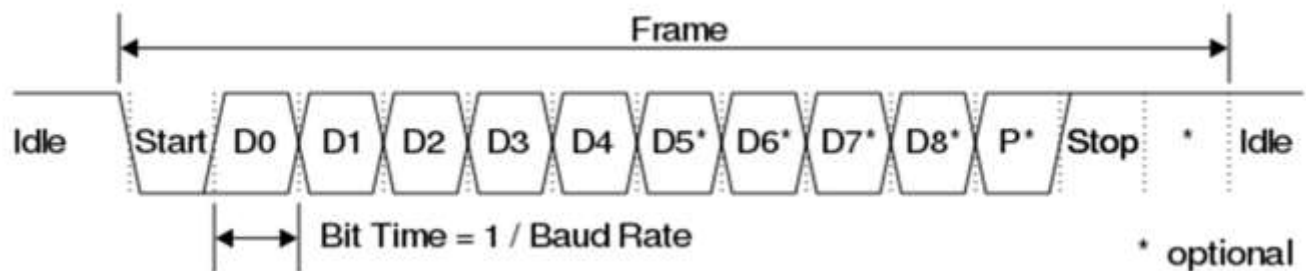 Frame
Idle Start D0 D1 D2 D3 D4 D5* D6* D7* D8* P* Stop * Idle
Bit Time = 1 / Baud Rate
* optional